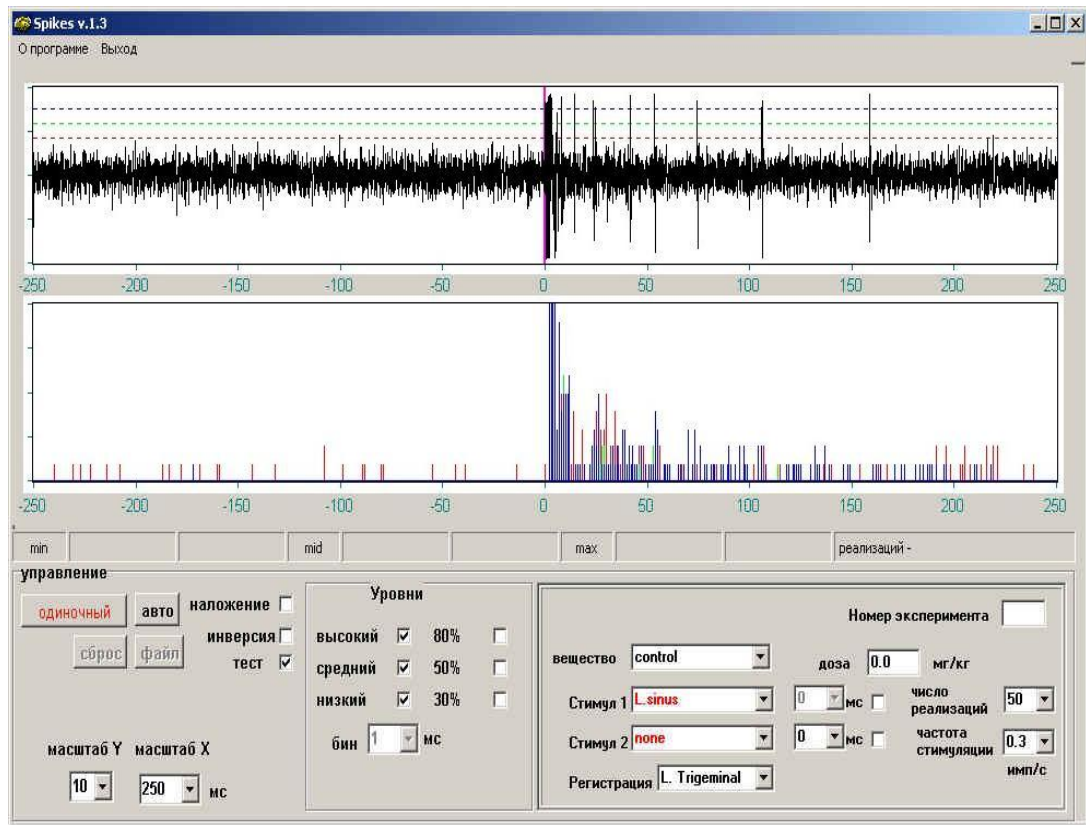 Spikes v.1.3
О программе Выход
-250 -200 -150 -100 -50 0 50 100 150 200 250
-250 -200 -150 -100 -50 0 50 100 150 200 250
min mid max реализаций -
управление
одиночный авто наложение
инверсия
сброс файл
тест
масштаб Y масштаб X
10 250 мс
Уровни
высокий 80%
средний 50%
низкий 30%
бин 1 мс
Номер эксперимента
вещество control доза 0.0 мг/кг
Стимул 1 L.sinus 0 мс число реализаций 50
Стимул 2 none 0 мс частота стимуляции 0.3
имп/с
Регистрация L. Trigeminal